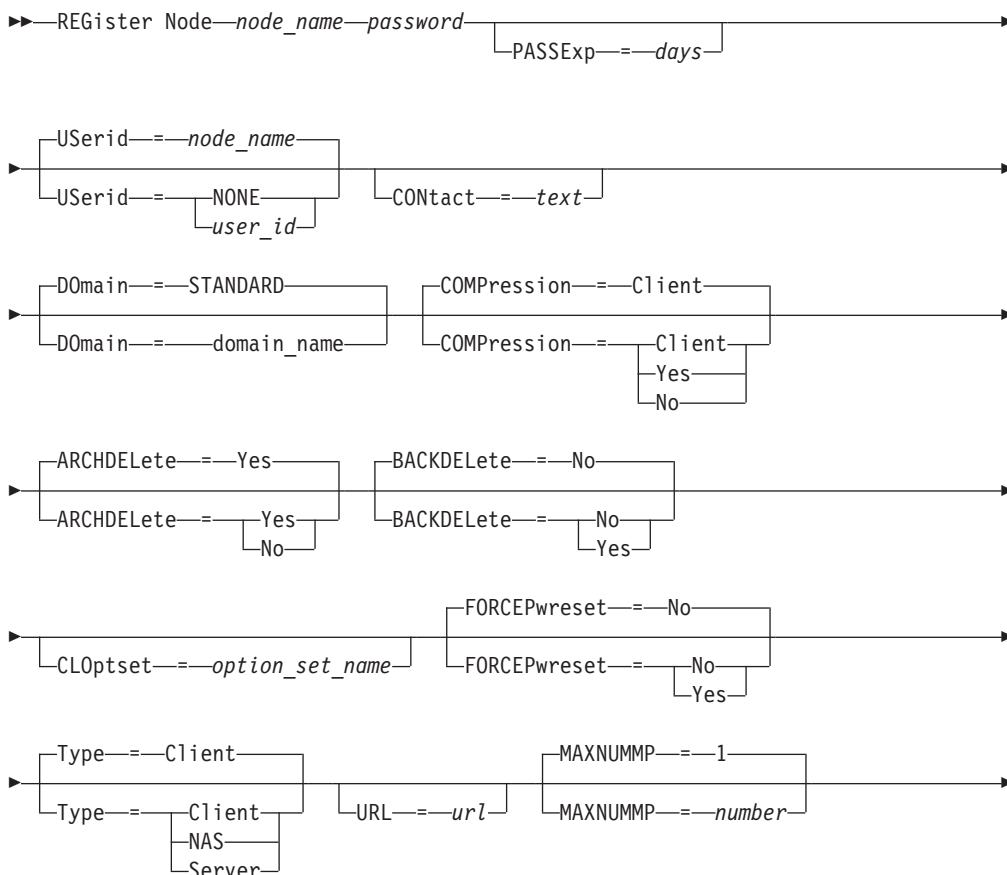 REGister Node node_name password
PASSExp = days
USerid = node_name
USerid = NONE
user_id
CONtact = text
DOmain = STANDARD
DOmain = domain_name
COMPression = Client
COMPression = Client
Yes
No
ARCHDELete = Yes
ARCHDELete = Yes
No
BACKDELete = No
BACKDELete = No
Yes
CLOptset = option_set_name
FORCEPwreset = No
FORCEPwreset = No
Yes
Type = Client
Type = Client
NAS
Server
URL = url
MAXNUMMP = 1
MAXNUMMP = number